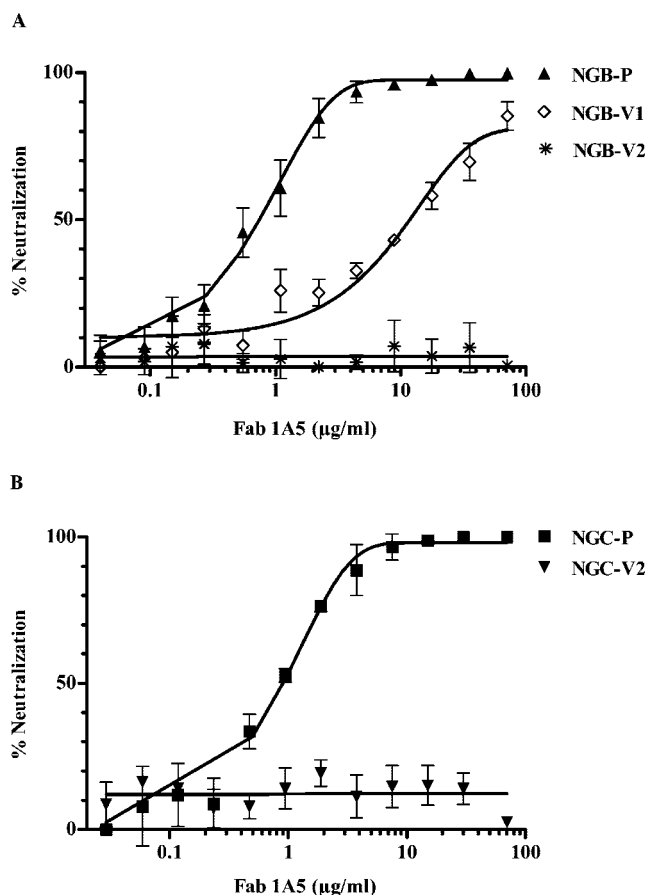 A
100
50
0
% Neutralization
NGB-P
NGB-V1
NGB-V2
0.1
1
10
100
Fab 1A5 (µg/ml)
B
100
50
0
% Neutralization
NGC-P
NGC-V2
0.1
1
10
100
Fab 1A5 (µg/ml)